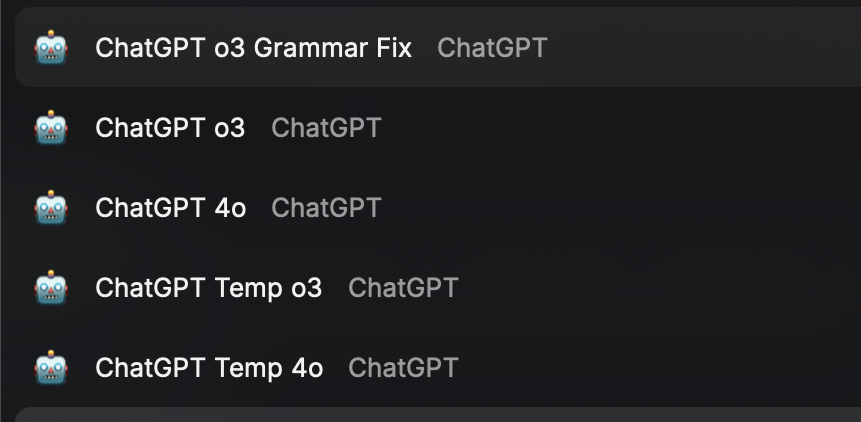 ChatGPT o3 Grammar Fix ChatGPT
ChatGPT o3 ChatGPT
ChatGPT 4o ChatGPT
ChatGPT Temp o3 ChatGPT
ChatGPT Temp 4o ChatGPT